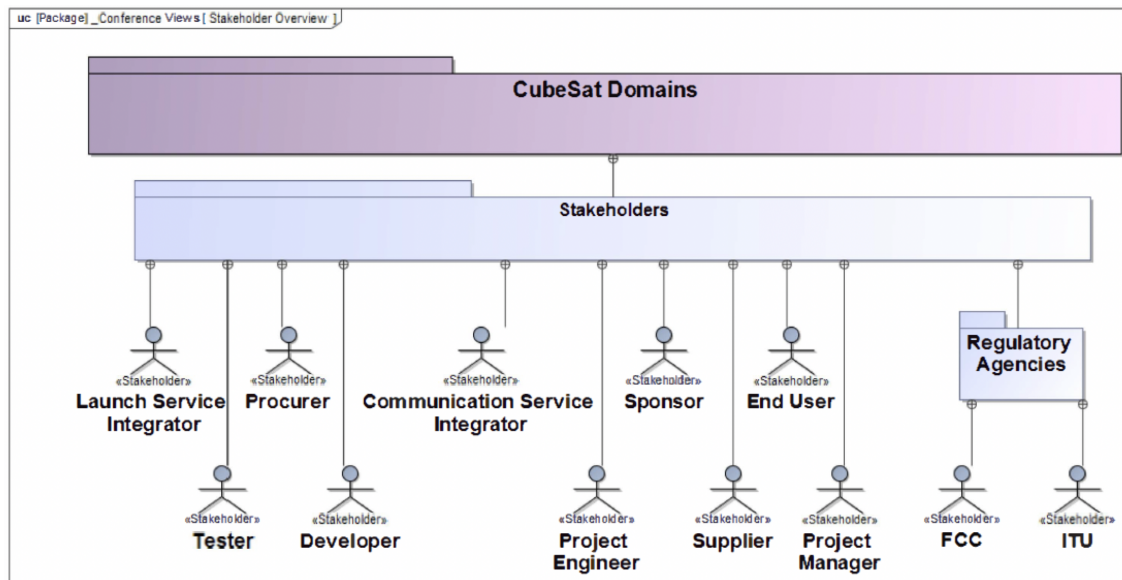 uc [Package] _Conference Views [ Stakeholder Overview ]
CubeSat Domains
Stakeholders
Regulatory
Agencies
«Stakeholder»
Launch Service
Integrator
«Stakeholder»
Procurer
«Stakeholder»
Communication Service
Integrator
«Stakeholder»
Sponsor
«Stakeholder»
End User
«Stakeholder»
Tester
«Stakeholder»
Developer
«Stakeholder»
Project
Engineer
«Stakeholder»
Supplier
«Stakeholder»
Project
Manager
«Stakeholder»
FCC
«Stakeholder»
ITU